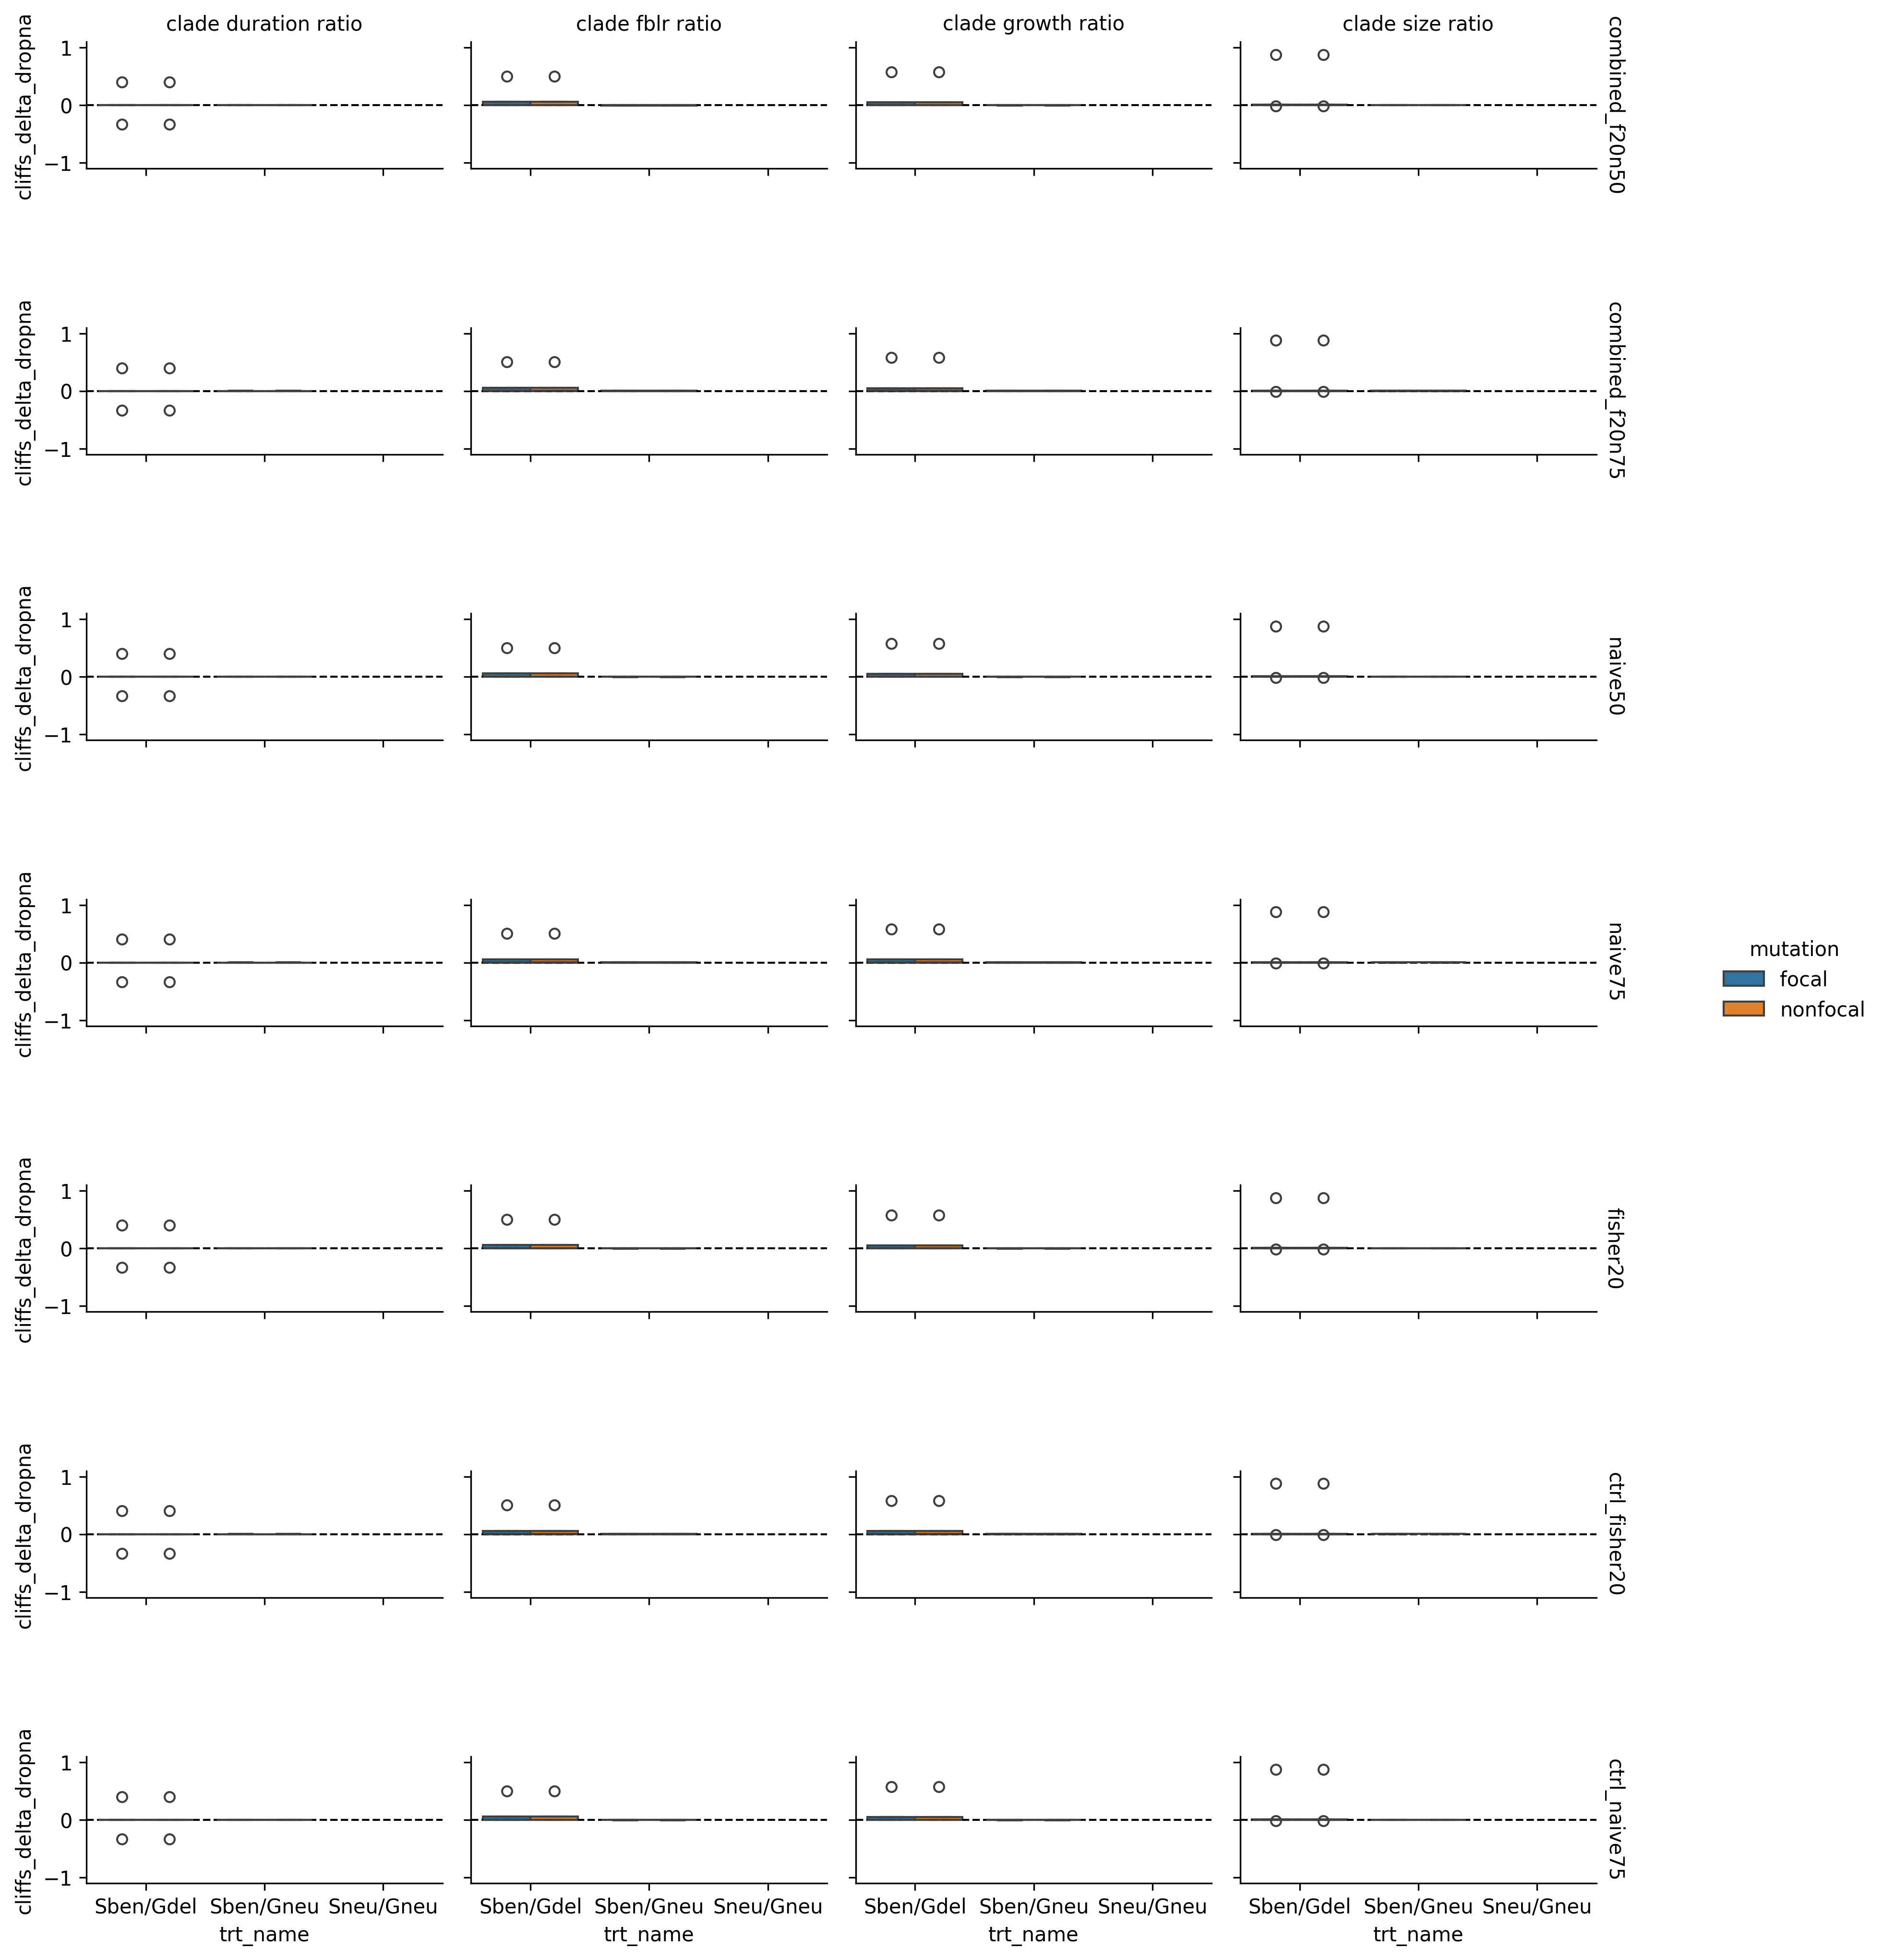 clade duration ratio
clade fblr ratio
clade growth ratio
clade size ratio
cliffs_delta_dropna
1
0
−1
combined_f20n50
cliffs_delta_dropna
1
0
−1
combined_f20n75
cliffs_delta_dropna
1
0
−1
naive50
cliffs_delta_dropna
1
0
−1
naive75
mutation
focal
nonfocal
cliffs_delta_dropna
1
0
−1
fisher20
cliffs_delta_dropna
1
0
−1
ctrl_fisher20
cliffs_delta_dropna
1
0
−1
ctrl_naive75
Sben/Gdel Sben/Gneu Sneu/Gneu
Sben/Gdel Sben/Gneu Sneu/Gneu
Sben/Gdel Sben/Gneu Sneu/Gneu
Sben/Gdel Sben/Gneu Sneu/Gneu
trt_name
trt_name
trt_name
trt_name